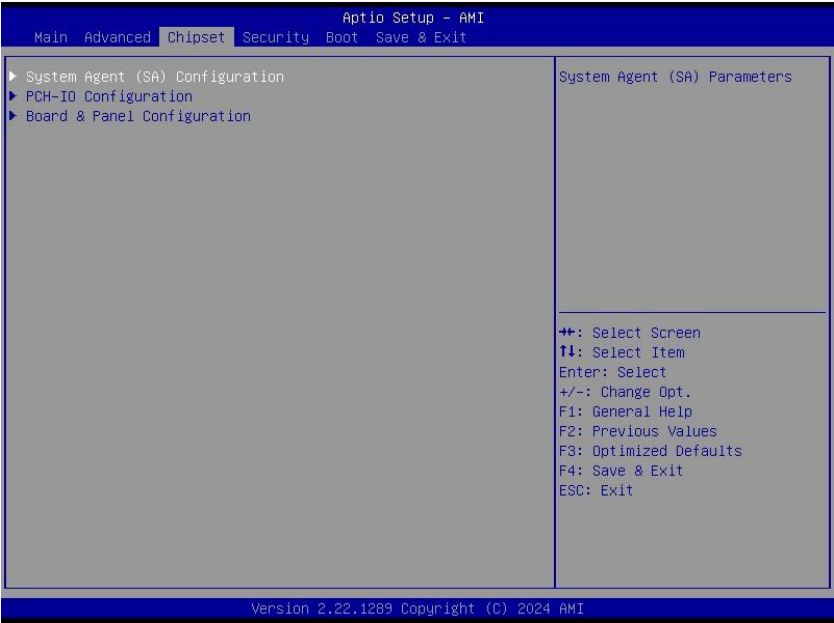 Aptio Setup – AMI
Main Advanced Chipset Security Boot Save & Exit
System Agent (SA) Configuration
PCH-IO Configuration
Board & Panel Configuration
System Agent (SA) Parameters
→←: Select Screen
↑↓: Select Item
Enter: Select
+/-: Change Opt.
F1: General Help
F2: Previous Values
F3: Optimized Defaults
F4: Save & Exit
ESC: Exit
Version 2.22.1289 Copyright (C) 2024 AMI